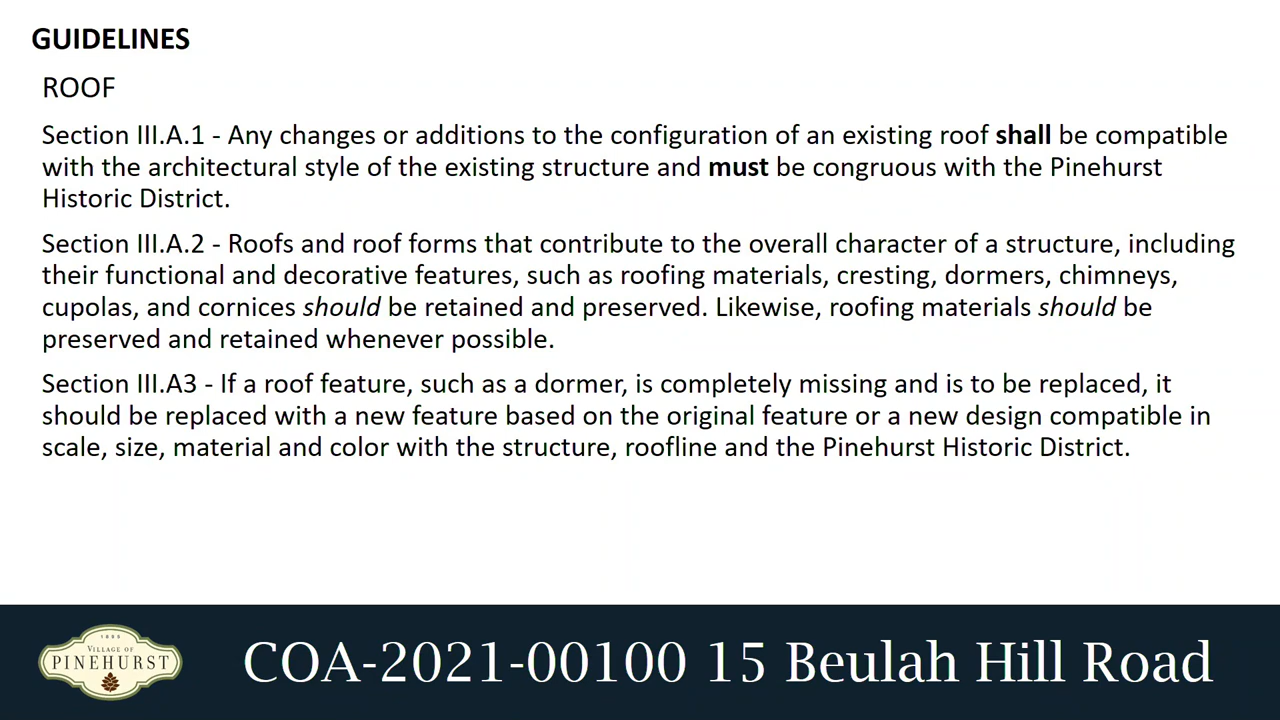 GUIDELINES
ROOF
Section III.A.1 - Any changes or additions to the configuration of an existing roof shall be compatible
with the architectural style of the existing structure and must be congruous with the Pinehurst
Historic District.
Section III.A.2 - Roofs and roof forms that contribute to the overall character of a structure, including
their functional and decorative features, such as roofing materials, cresting, dormers, chimneys,
cupolas, and cornices should be retained and preserved. Likewise, roofing materials should be
preserved and retained whenever possible.
Section III.A3 - If a roof feature, such as a dormer, is completely missing and is to be replaced, it
should be replaced with a new feature based on the original feature or a new design compatible in
scale, size, material and color with the structure, roofline and the Pinehurst Historic District.
1895
VILLAGE OF
PINEHURST
COA-2021-00100 15 Beulah Hill Road